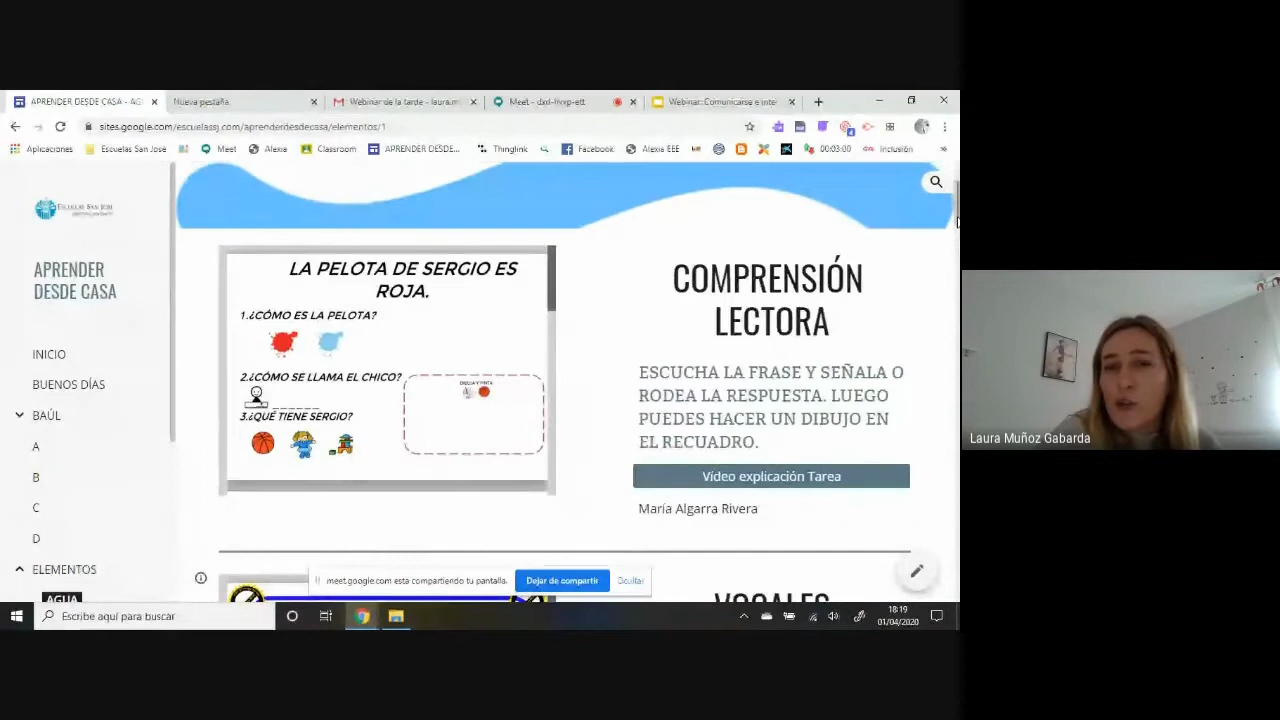 APRENDER DESDE CASA - AG
Nueva pestaña
Webinar de la tarde - laura.m
Meet - dxd-
Webinar: Comunicarse e inte
sites.google.com/escuelassj.com/aprenderdesdecasa/elementos/1
Aplicaciones
Escuelas San José
Meet
Alexia
Classroom
APRENDER DESDE...
Thinglink
Facebook
Alexia EEE
00:03:00
Inclusión
ESCUELAS SAN JOSÉ
APRENDER
DESDE CASA
INICIO
BUENOS DÍAS
BAÚL
A
B
C
D
ELEMENTOS
AGUA
LA PELOTA DE SERGIO ES
ROJA.
1.¿CÓMO ES LA PELOTA?
2.¿CÓMO SE LLAMA EL CHICO?
DIBUJA Y PINTA
3.¿QUÉ TIENE SERGIO?
COMPRENSIÓN
LECTORA
ESCUCHA LA FRASE Y SEÑALA O
RODEA LA RESPUESTA. LUEGO
PUEDES HACER UN DIBUJO EN
EL RECUADRO.
Vídeo explicación Tarea
María Algarra Rivera
VOCALES
meet.google.com está compartiendo tu pantalla.
Dejar de compartir
Ocultar
Escribe aquí para buscar
18:19
01/04/2020
Laura Muñoz Gabarda